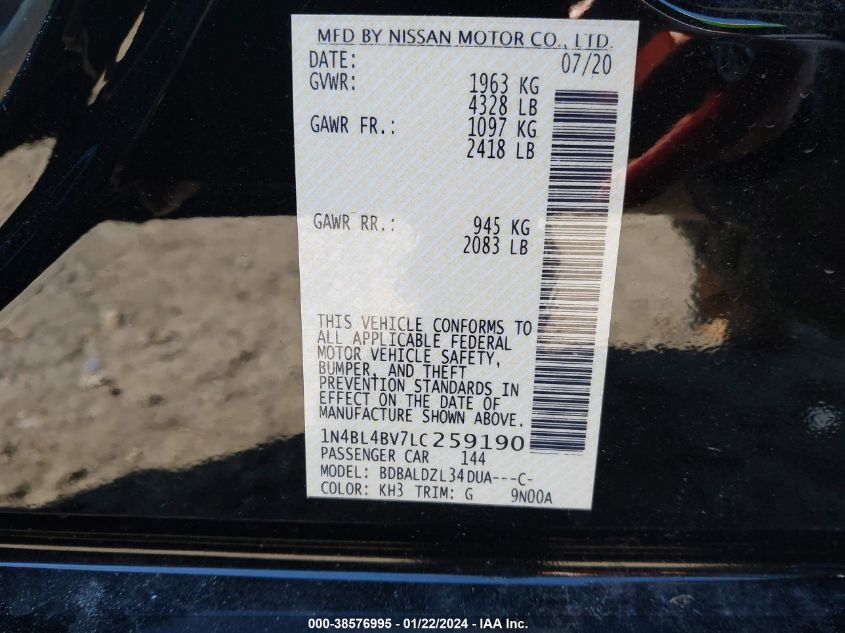 MFD BY NISSAN MOTOR CO., LTD.
DATE: 07/20
GVWR: 1963 KG
4328 LB
GAWR FR.: 1097 KG
2418 LB
GAWR RR.: 945 KG
2083 LB
THIS VEHICLE CONFORMS TO
ALL APPLICABLE FEDERAL
MOTOR VEHICLE SAFETY,
BUMPER, AND THEFT
PREVENTION STANDARDS IN
EFFECT ON THE DATE OF
MANUFACTURE SHOWN ABOVE.
1N4BL4BV7LC259190
PASSENGER CAR 144
MODEL: BDBALDZL34DUA---C-
COLOR: KH3 TRIM: G 9N00A
000-38576995 - 01/22/2024 - IAA Inc.